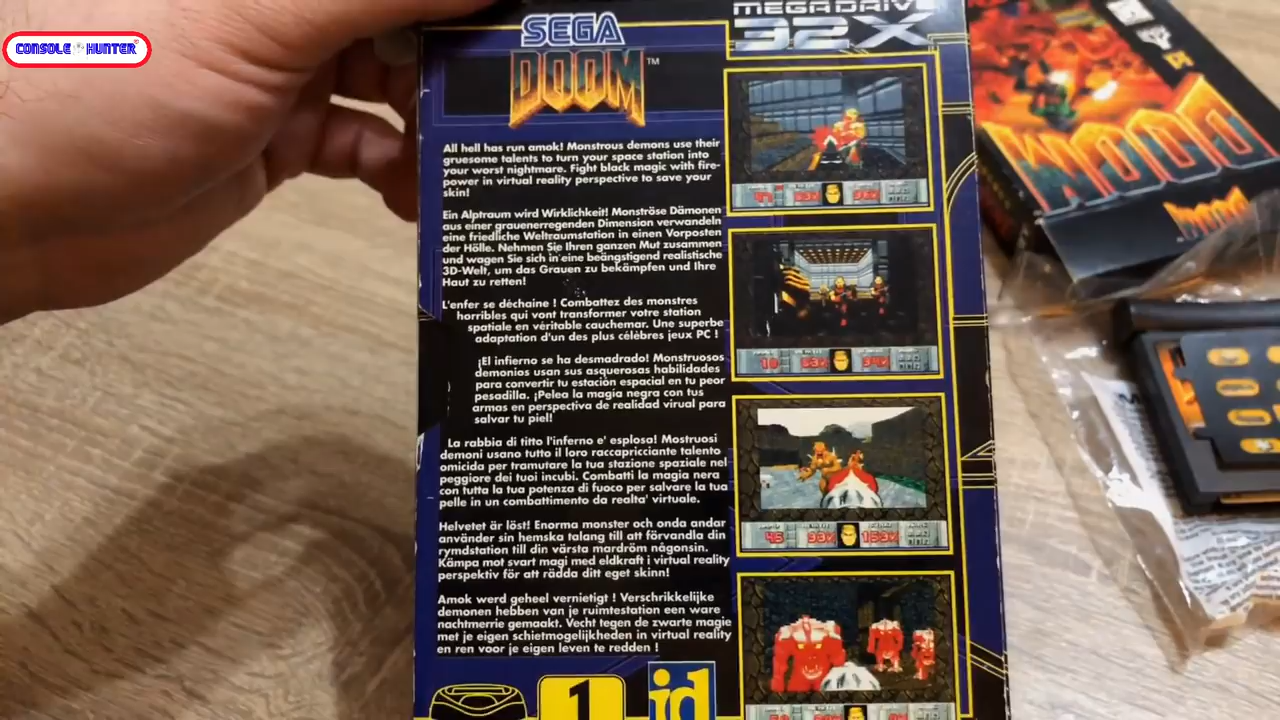 CONSOLE HUNTER
SEGA
DOOM™
MEGADRIVE
32X
All hell has run amok! Monstrous demons use their
gruesome talents to turn your space station into
your worst nightmare. Fight black magic with fire-
power in virtual reality perspective to save your
skin!
Ein Alptraum wird Wirklichkeit! Monströse Dämonen
aus einer grauenerregenden Dimension verwandeln
eine friedliche Weltraumstation in einen Vorposten
der Hölle. Nehmen Sie Ihren ganzen Mut zusammen
und wagen Sie sich in eine beängstigend realistische
3D-Welt, um das Grauen zu bekämpfen und Ihre
Haut zu retten!
L'enfer se déchaine ! Combattez des monstres
horribles qui vont transformer votre station
spatiale en véritable cauchemar. Une superbe
adaptation d'un des plus célèbres jeux PC !
¡El infierno se ha desmadrado! Monstruosos
demonios usan sus asquerosas habilidades
para convertir tu estación espacial en tu peor
pesadilla. ¡Pelea la magia negra con tus
armas en perspectiva de realidad virual para
salvar tu piel!
La rabbia di titto l'inferno e' esplosa! Mostruosi
demoni usano tutto il loro raccapricciante talento
omicida per tramutare la tua stazione spaziale nel
peggiore dei tuoi incubi. Combatti la magia nera
con tutta la tua potenza di fuoco per salvare la tua
pelle in un combattimento da realta' virtuale.
Helvetet är löst! Enorma monster och onda andar
använder sin hemska talang till att förvandla din
rymdstation till din värsta mardröm någonsin.
Kämpa mot svart magi med eldkraft i virtual reality
perspektiv för att rädda ditt eget skinn!
Amok werd geheel vernietigt ! Verschrikkelijke
demonen hebben van je ruimtestation een ware
nachtmerrie gemaakt. Vecht tegen de zwarte magie
met je eigen schietmogelijkheden in virtual reality
en ren voor je eigen leven te redden !
1
id
DOOM
DOOM